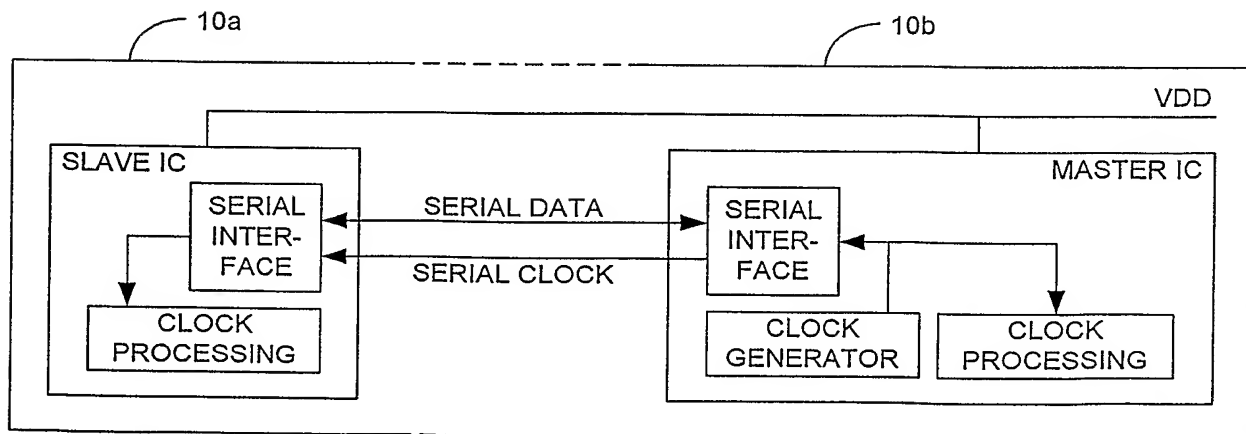 10a
10b
VDD
SLAVE IC
MASTER IC
SERIAL
INTER-
FACE
SERIAL DATA
SERIAL CLOCK
SERIAL
INTER-
FACE
CLOCK
PROCESSING
CLOCK
GENERATOR
CLOCK
PROCESSING